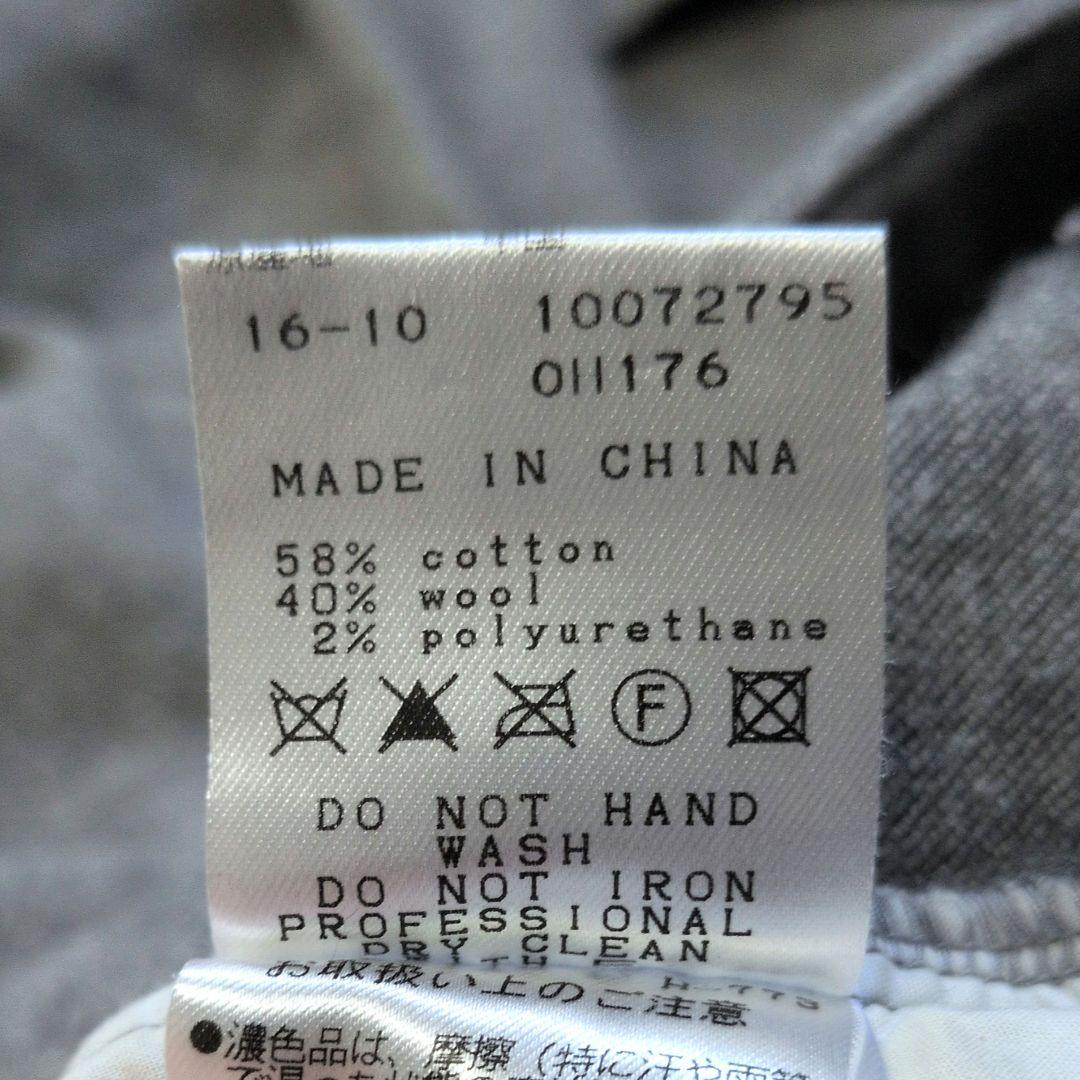 16-10 10072795
011176
MADE IN CHINA
58% cotton
40% wool
2% polyurethane
F
DO NOT HAND
WASH
DO NOT IRON
PROFESSIONAL
DRY CLEAN
お取扱い上のご注意
●濃色品は、摩擦(特に汗や雨等